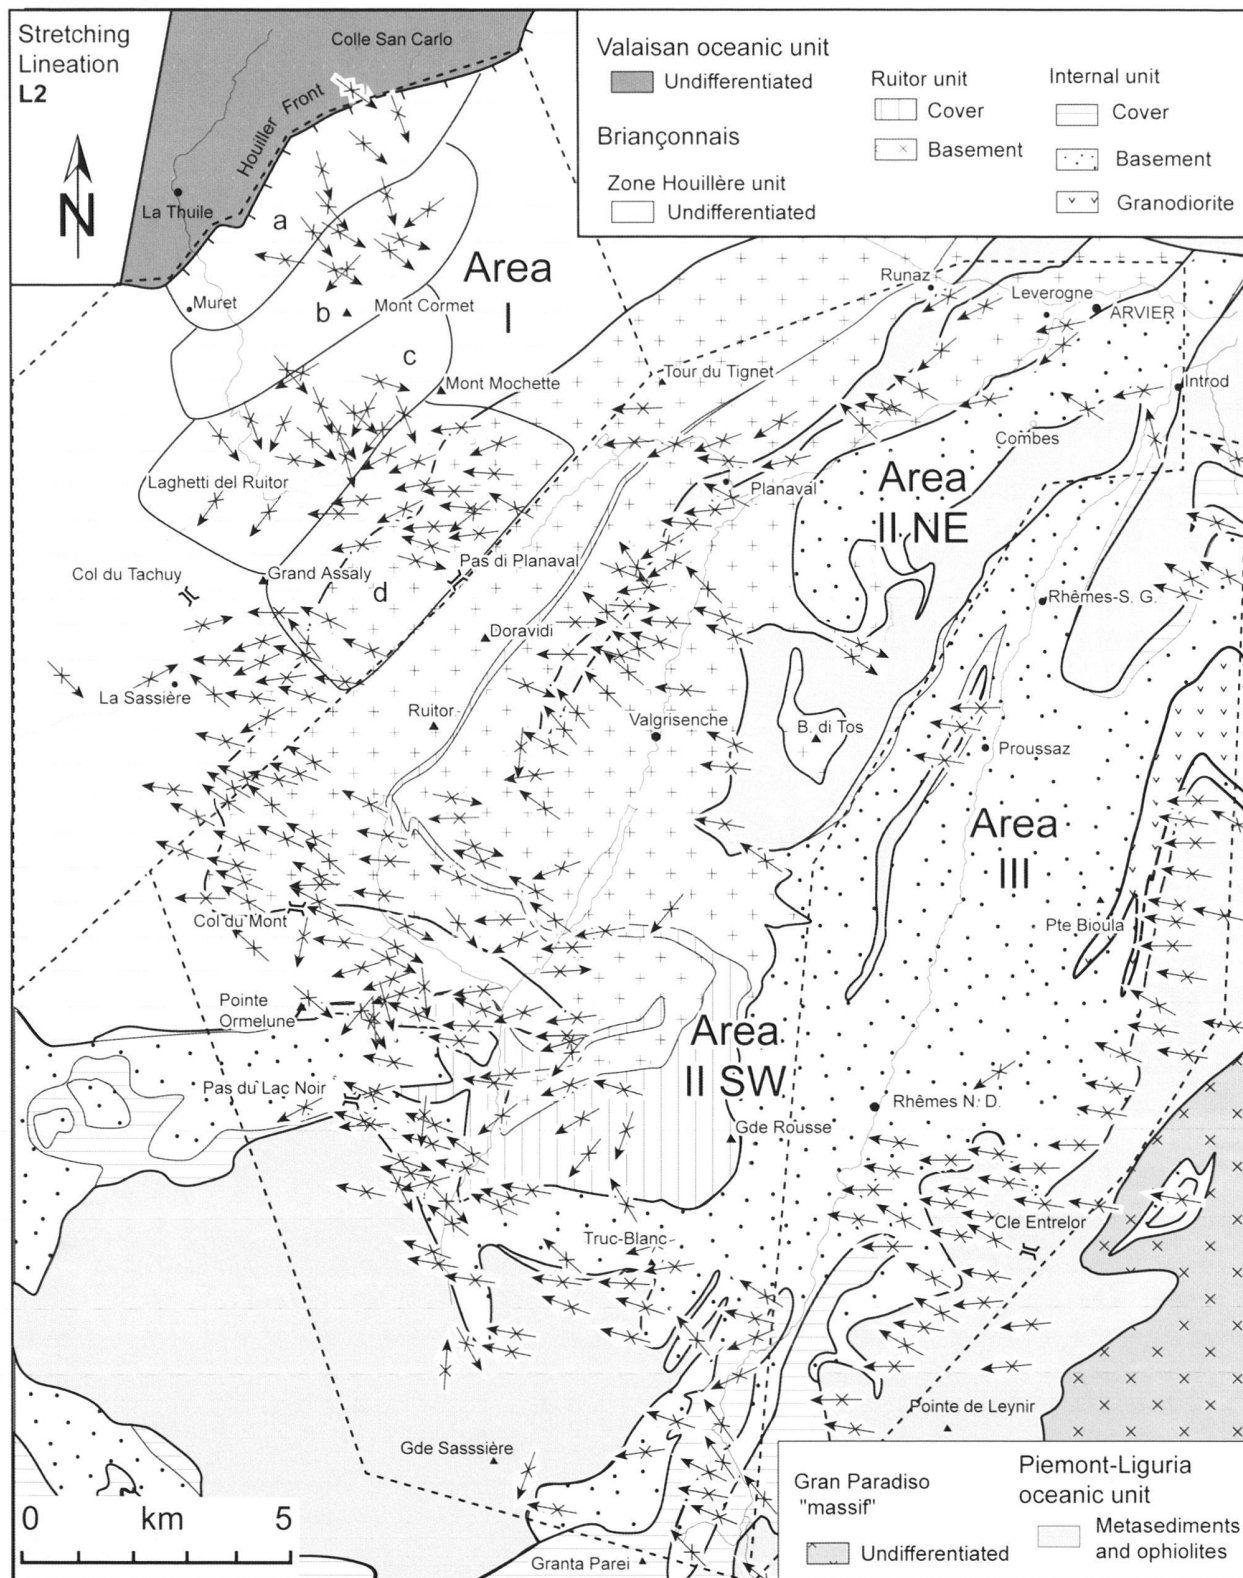 Stretching
Lineation
L2
N
Colle San Carlo
Houiller Front
La Thuile
a
Muret
b
Mont Cormet
Area
I
c
Mont Mochette
Laghetti del Ruitor
Col du Tachuy
Grand Assaly
d
Pas di Planaval
La Sassière
Doravidi
Ruitor
Valaisan oceanic unit
Undifferentiated
Briançonnais
Zone Houillère unit
Undifferentiated
Ruitor unit
Cover
Basement
Internal unit
Cover
Basement
Granodiorite
Runaz
Leverogne
ARVIER
Tour du Tignet
Introd
Combes
Planaval
Area
II NE
Rhêmes-S. G.
Valgrisenche
B. di Tos
Proussaz
Area
III
Pte Bioula
Col du Mont
Pointe
Ormelune
Pas du Lac Noir
Area
II SW
Rhêmes N. D.
Gde Rousse
Truc-Blanc
Cle Entrelor
Pointe de Leynir
Gde Sasssière
Granta Parei
0 km 5
Gran Paradiso
"massif"
Undifferentiated
Piemont-Liguria
oceanic unit
Metasediments
and ophiolites